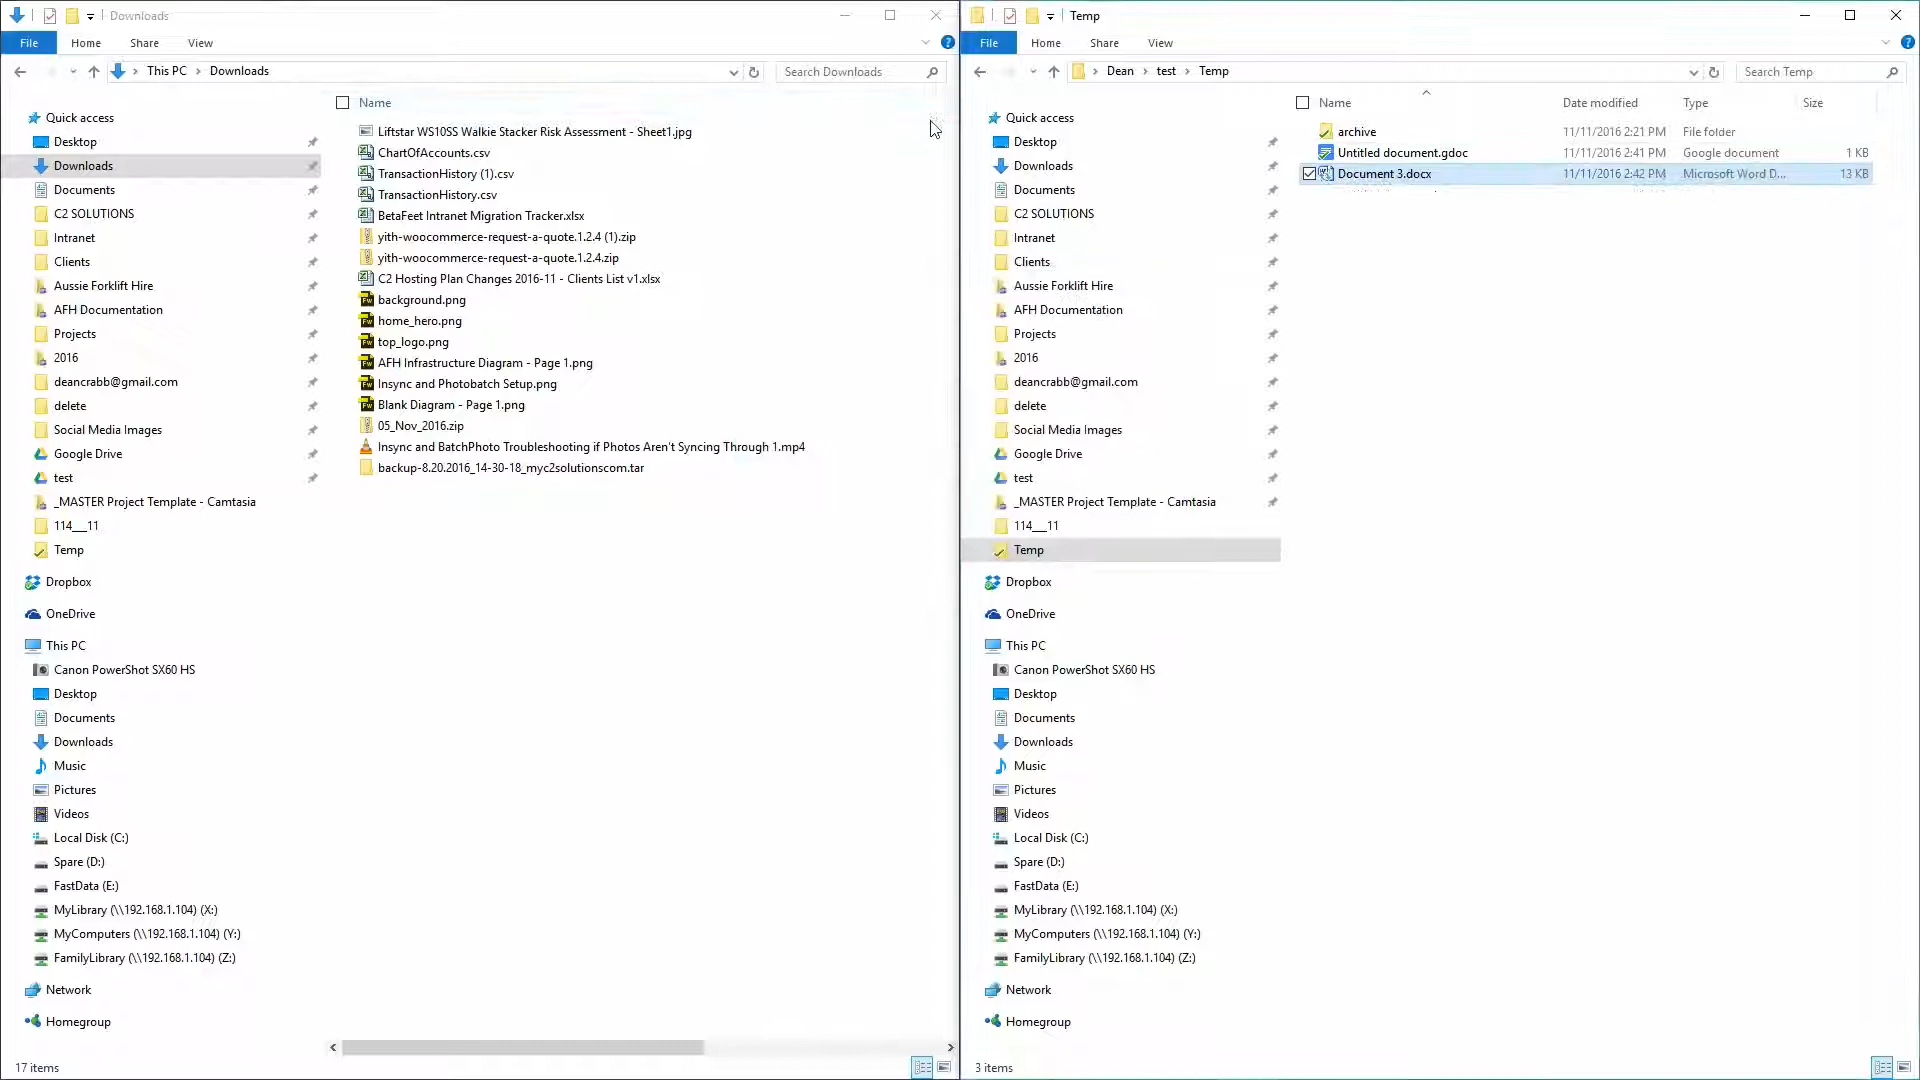 Downloads
File Home Share View
This PC Downloads
Search Downloads
Name
Quick access
Desktop
Downloads
Documents
C2 SOLUTIONS
Intranet
Clients
Aussie Forklift Hire
AFH Documentation
Projects
2016
deancrabb@gmail.com
delete
Social Media Images
Google Drive
test
_MASTER Project Template - Camtasia
114__11
Temp
Dropbox
OneDrive
This PC
Canon PowerShot SX60 HS
Desktop
Documents
Downloads
Music
Pictures
Videos
Local Disk (C:)
Spare (D:)
FastData (E:)
MyLibrary (\\192.168.1.104) (X:)
MyComputers (\\192.168.1.104) (Y:)
FamilyLibrary (\\192.168.1.104) (Z:)
Network
Homegroup
Liftstar WS10SS Walkie Stacker Risk Assessment - Sheet1.jpg
ChartOfAccounts.csv
TransactionHistory (1).csv
TransactionHistory.csv
BetaFeet Intranet Migration Tracker.xlsx
yith-woocommerce-request-a-quote.1.2.4 (1).zip
yith-woocommerce-request-a-quote.1.2.4.zip
C2 Hosting Plan Changes 2016-11 - Clients List v1.xlsx
background.png
home_hero.png
top_logo.png
AFH Infrastructure Diagram - Page 1.png
Insync and Photobatch Setup.png
Blank Diagram - Page 1.png
05_Nov_2016.zip
Insync and BatchPhoto Troubleshooting if Photos Aren't Syncing Through 1.mp4
backup-8.20.2016_14-30-18_myc2solutionscom.tar
17 items
Temp
File Home Share View
Dean test Temp
Search Temp
Name Date modified Type Size
archive 11/11/2016 2:21 PM File folder
Untitled document.gdoc 11/11/2016 2:41 PM Google document 1 KB
Document 3.docx 11/11/2016 2:42 PM Microsoft Word D... 13 KB
Quick access
Desktop
Downloads
Documents
C2 SOLUTIONS
Intranet
Clients
Aussie Forklift Hire
AFH Documentation
Projects
2016
deancrabb@gmail.com
delete
Social Media Images
Google Drive
test
_MASTER Project Template - Camtasia
114__11
Temp
Dropbox
OneDrive
This PC
Canon PowerShot SX60 HS
Desktop
Documents
Downloads
Music
Pictures
Videos
Local Disk (C:)
Spare (D:)
FastData (E:)
MyLibrary (\\192.168.1.104) (X:)
MyComputers (\\192.168.1.104) (Y:)
FamilyLibrary (\\192.168.1.104) (Z:)
Network
Homegroup
3 items